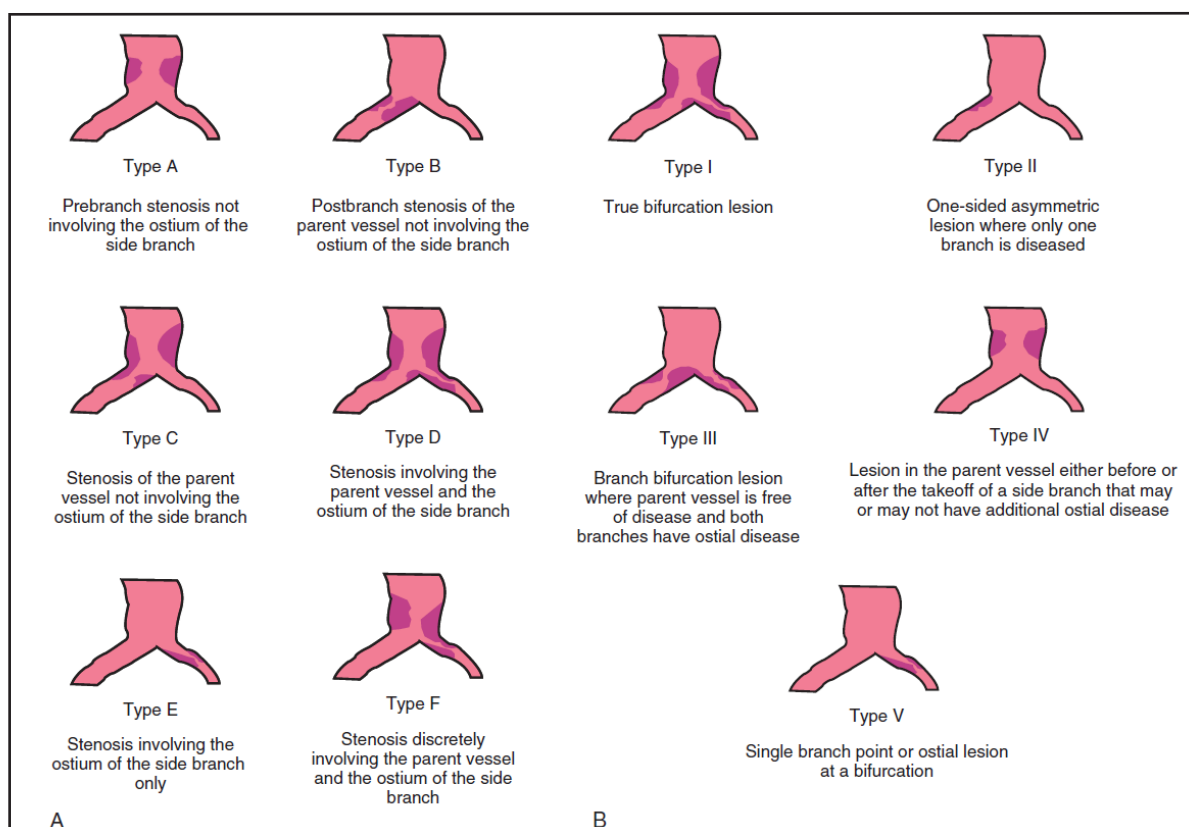 Type A
Prebranch stenosis not
involving the ostium of the
side branch
Type B
Postbranch stenosis of the
parent vessel not involving the
ostium of the side branch
Type I
True bifurcation lesion
Type II
One-sided asymmetric
lesion where only one
branch is diseased
Type C
Stenosis of the parent
vessel not involving the
ostium of the side branch
Type D
Stenosis involving the
parent vessel and the
ostium of the side branch
Type III
Branch bifurcation lesion
where parent vessel is free
of disease and both
branches have ostial disease
Type IV
Lesion in the parent vessel either before or
after the takeoff of a side branch that may
or may not have additional ostial disease
Type E
Stenosis involving the
ostium of the side branch
only
Type F
Stenosis discretely
involving the parent vessel
and the ostium of the side
branch
Type V
Single branch point or ostial lesion
at a bifurcation
A
B